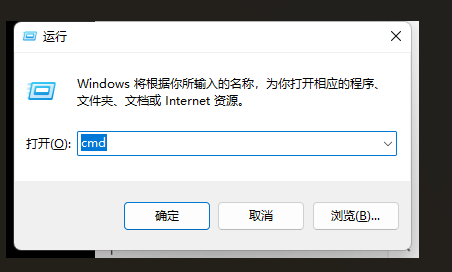 运行
Windows 将根据你所输入的名称，为你打开相应的程序、
文件夹、文档或 Internet 资源。
打开(O): cmd
确定 取消 浏览(B)...